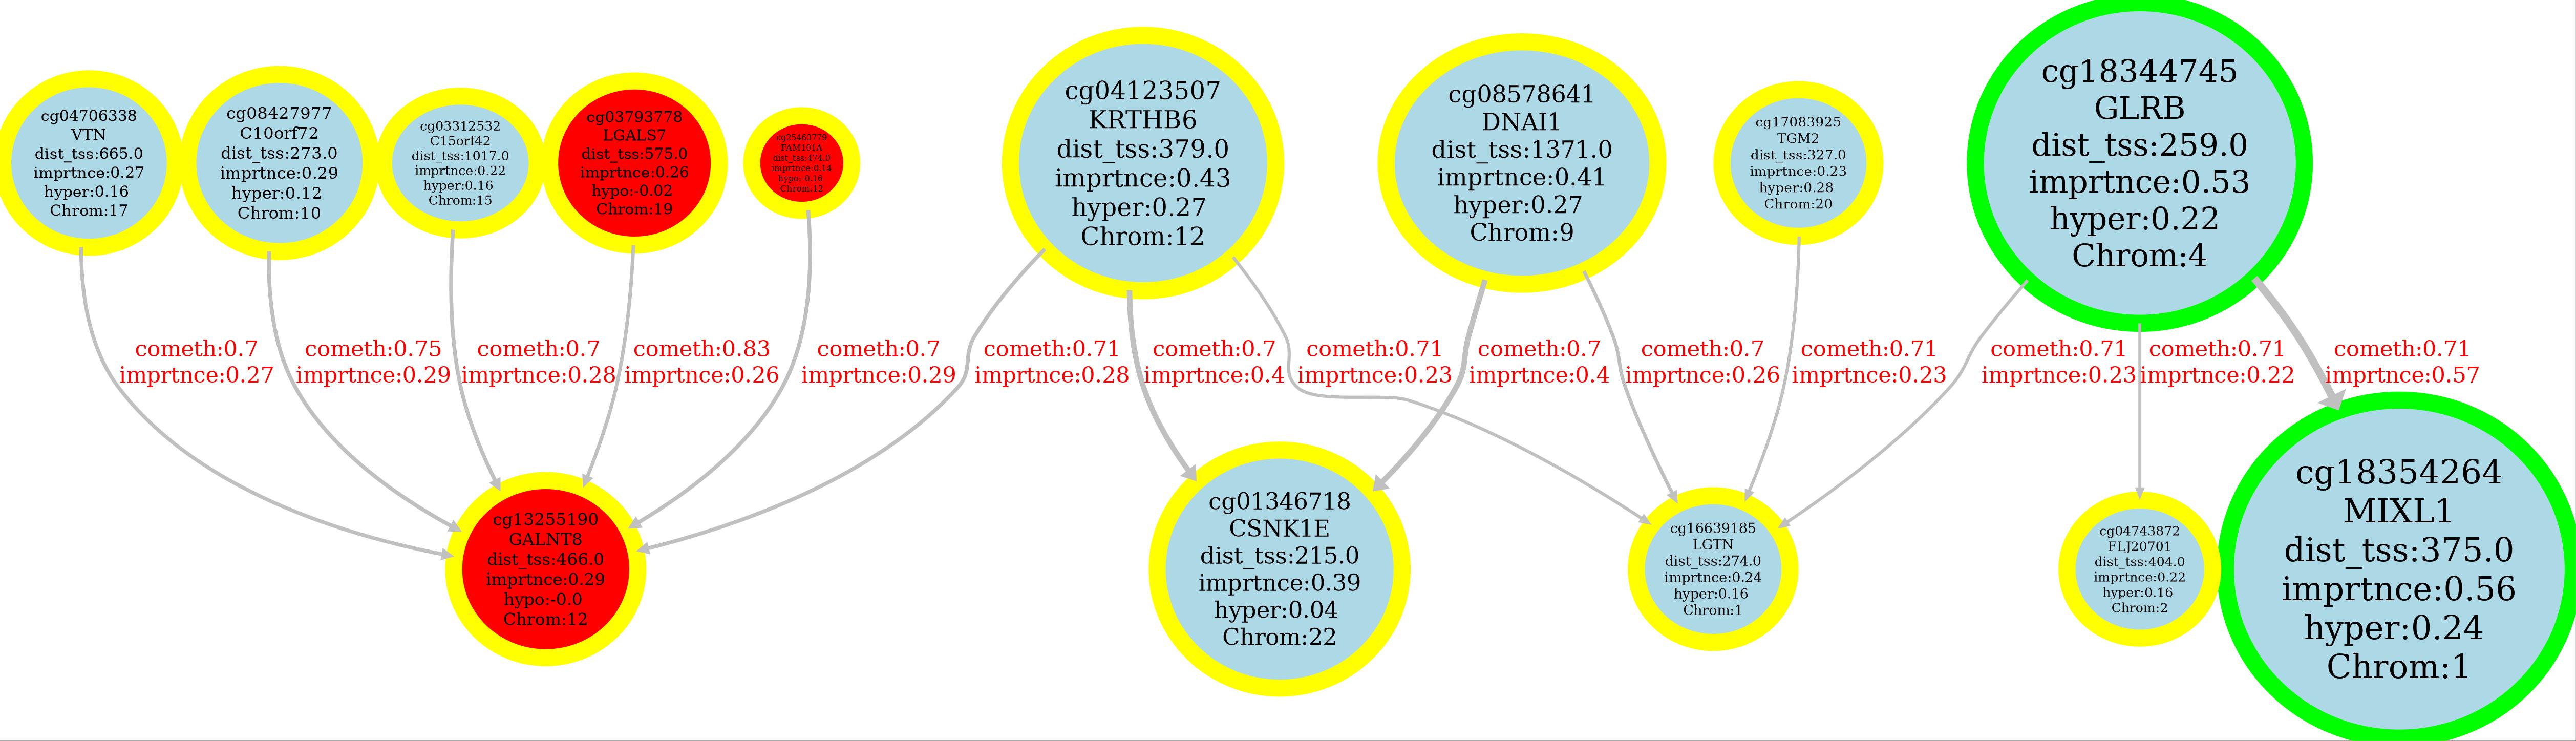 cg04706338
VTN
dist_tss:665.0
imprtnce:0.27
hyper:0.16
Chrom:17
cg08427977
C10orf72
dist_tss:273.0
imprtnce:0.29
hyper:0.12
Chrom:10
cg03312532
C15orf42
dist_tss:1017.0
imprtnce:0.22
hyper:0.16
Chrom:15
cg03793778
LGALS7
dist_tss:575.0
imprtnce:0.26
hypo:-0.02
Chrom:19
cg25463779
FAM101A
dist_tss:474.0
imprtnce:0.14
hypo:-0.16
Chrom:12
cg04123507
KRTHB6
dist_tss:379.0
imprtnce:0.43
hyper:0.27
Chrom:12
cg08578641
DNAI1
dist_tss:1371.0
imprtnce:0.41
hyper:0.27
Chrom:9
cg17083925
TGM2
dist_tss:327.0
imprtnce:0.23
hyper:0.28
Chrom:20
cg18344745
GLRB
dist_tss:259.0
imprtnce:0.53
hyper:0.22
Chrom:4
cometh:0.7
imprtnce:0.27
cometh:0.75
imprtnce:0.29
cometh:0.7
imprtnce:0.28
cometh:0.83
imprtnce:0.26
cometh:0.7
imprtnce:0.29
cometh:0.71
imprtnce:0.28
cometh:0.7
imprtnce:0.4
cometh:0.71
imprtnce:0.23
cometh:0.7
imprtnce:0.4
cometh:0.7
imprtnce:0.26
cometh:0.71
imprtnce:0.23
cometh:0.71
imprtnce:0.23
cometh:0.71
imprtnce:0.22
cometh:0.71
imprtnce:0.57
cg13255190
GALNT8
dist_tss:466.0
imprtnce:0.29
hypo:-0.0
Chrom:12
cg01346718
CSNK1E
dist_tss:215.0
imprtnce:0.39
hyper:0.04
Chrom:22
cg16639185
LGTN
dist_tss:274.0
imprtnce:0.24
hyper:0.16
Chrom:1
cg04743872
FLJ20701
dist_tss:404.0
imprtnce:0.22
hyper:0.16
Chrom:2
cg18354264
MIXL1
dist_tss:375.0
imprtnce:0.56
hyper:0.24
Chrom:1